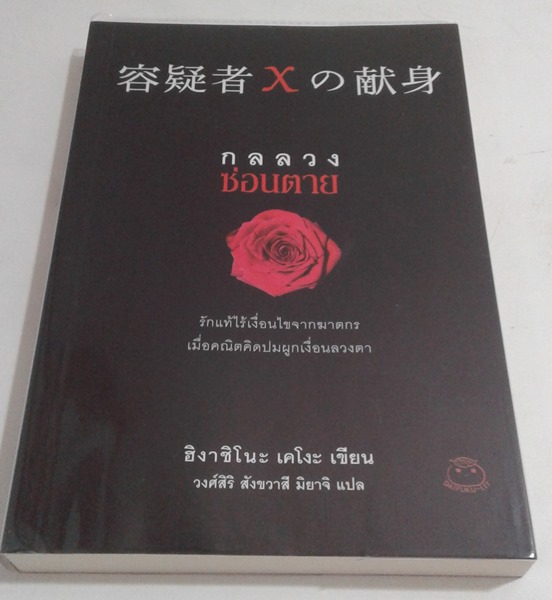 容疑者Xの献身
กลลวง
ซ่อนตาย
รักแท้ไร้เงื่อนไขจากฆาตกร
เมื่อคณิตคิดปมผูกเงื่อนลวงตา
ฮิงาชิโนะ เคโงะ เขียน
วงศ์สิริ สังขวาสี มิยาจิ แปล
DAIFUKU-LIT